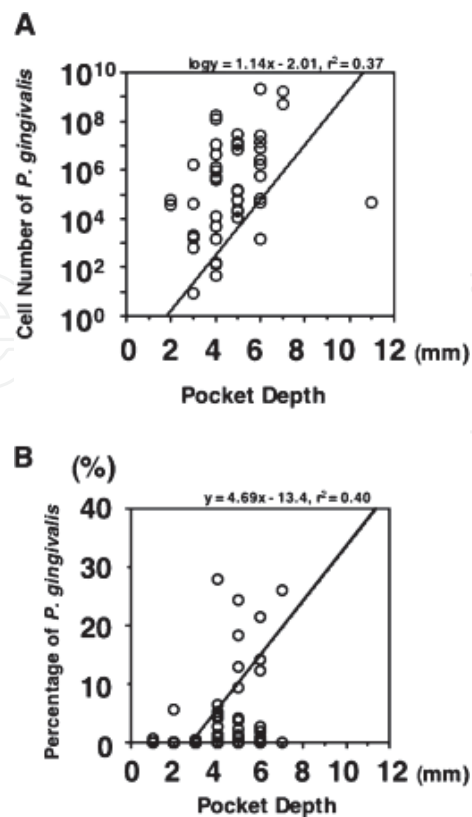 A
logy = 1.14x - 2.01, r² = 0.37
Cell Number of P. gingivalis
10¹⁰
10⁸
10⁶
10⁴
10²
10⁰
0 2 4 6 8 10 12 (mm)
Pocket Depth
B (%)
y = 4.69x - 13.4, r² = 0.40
Percentage of P. gingivalis
40
30
20
10
0
0 2 4 6 8 10 12 (mm)
Pocket Depth